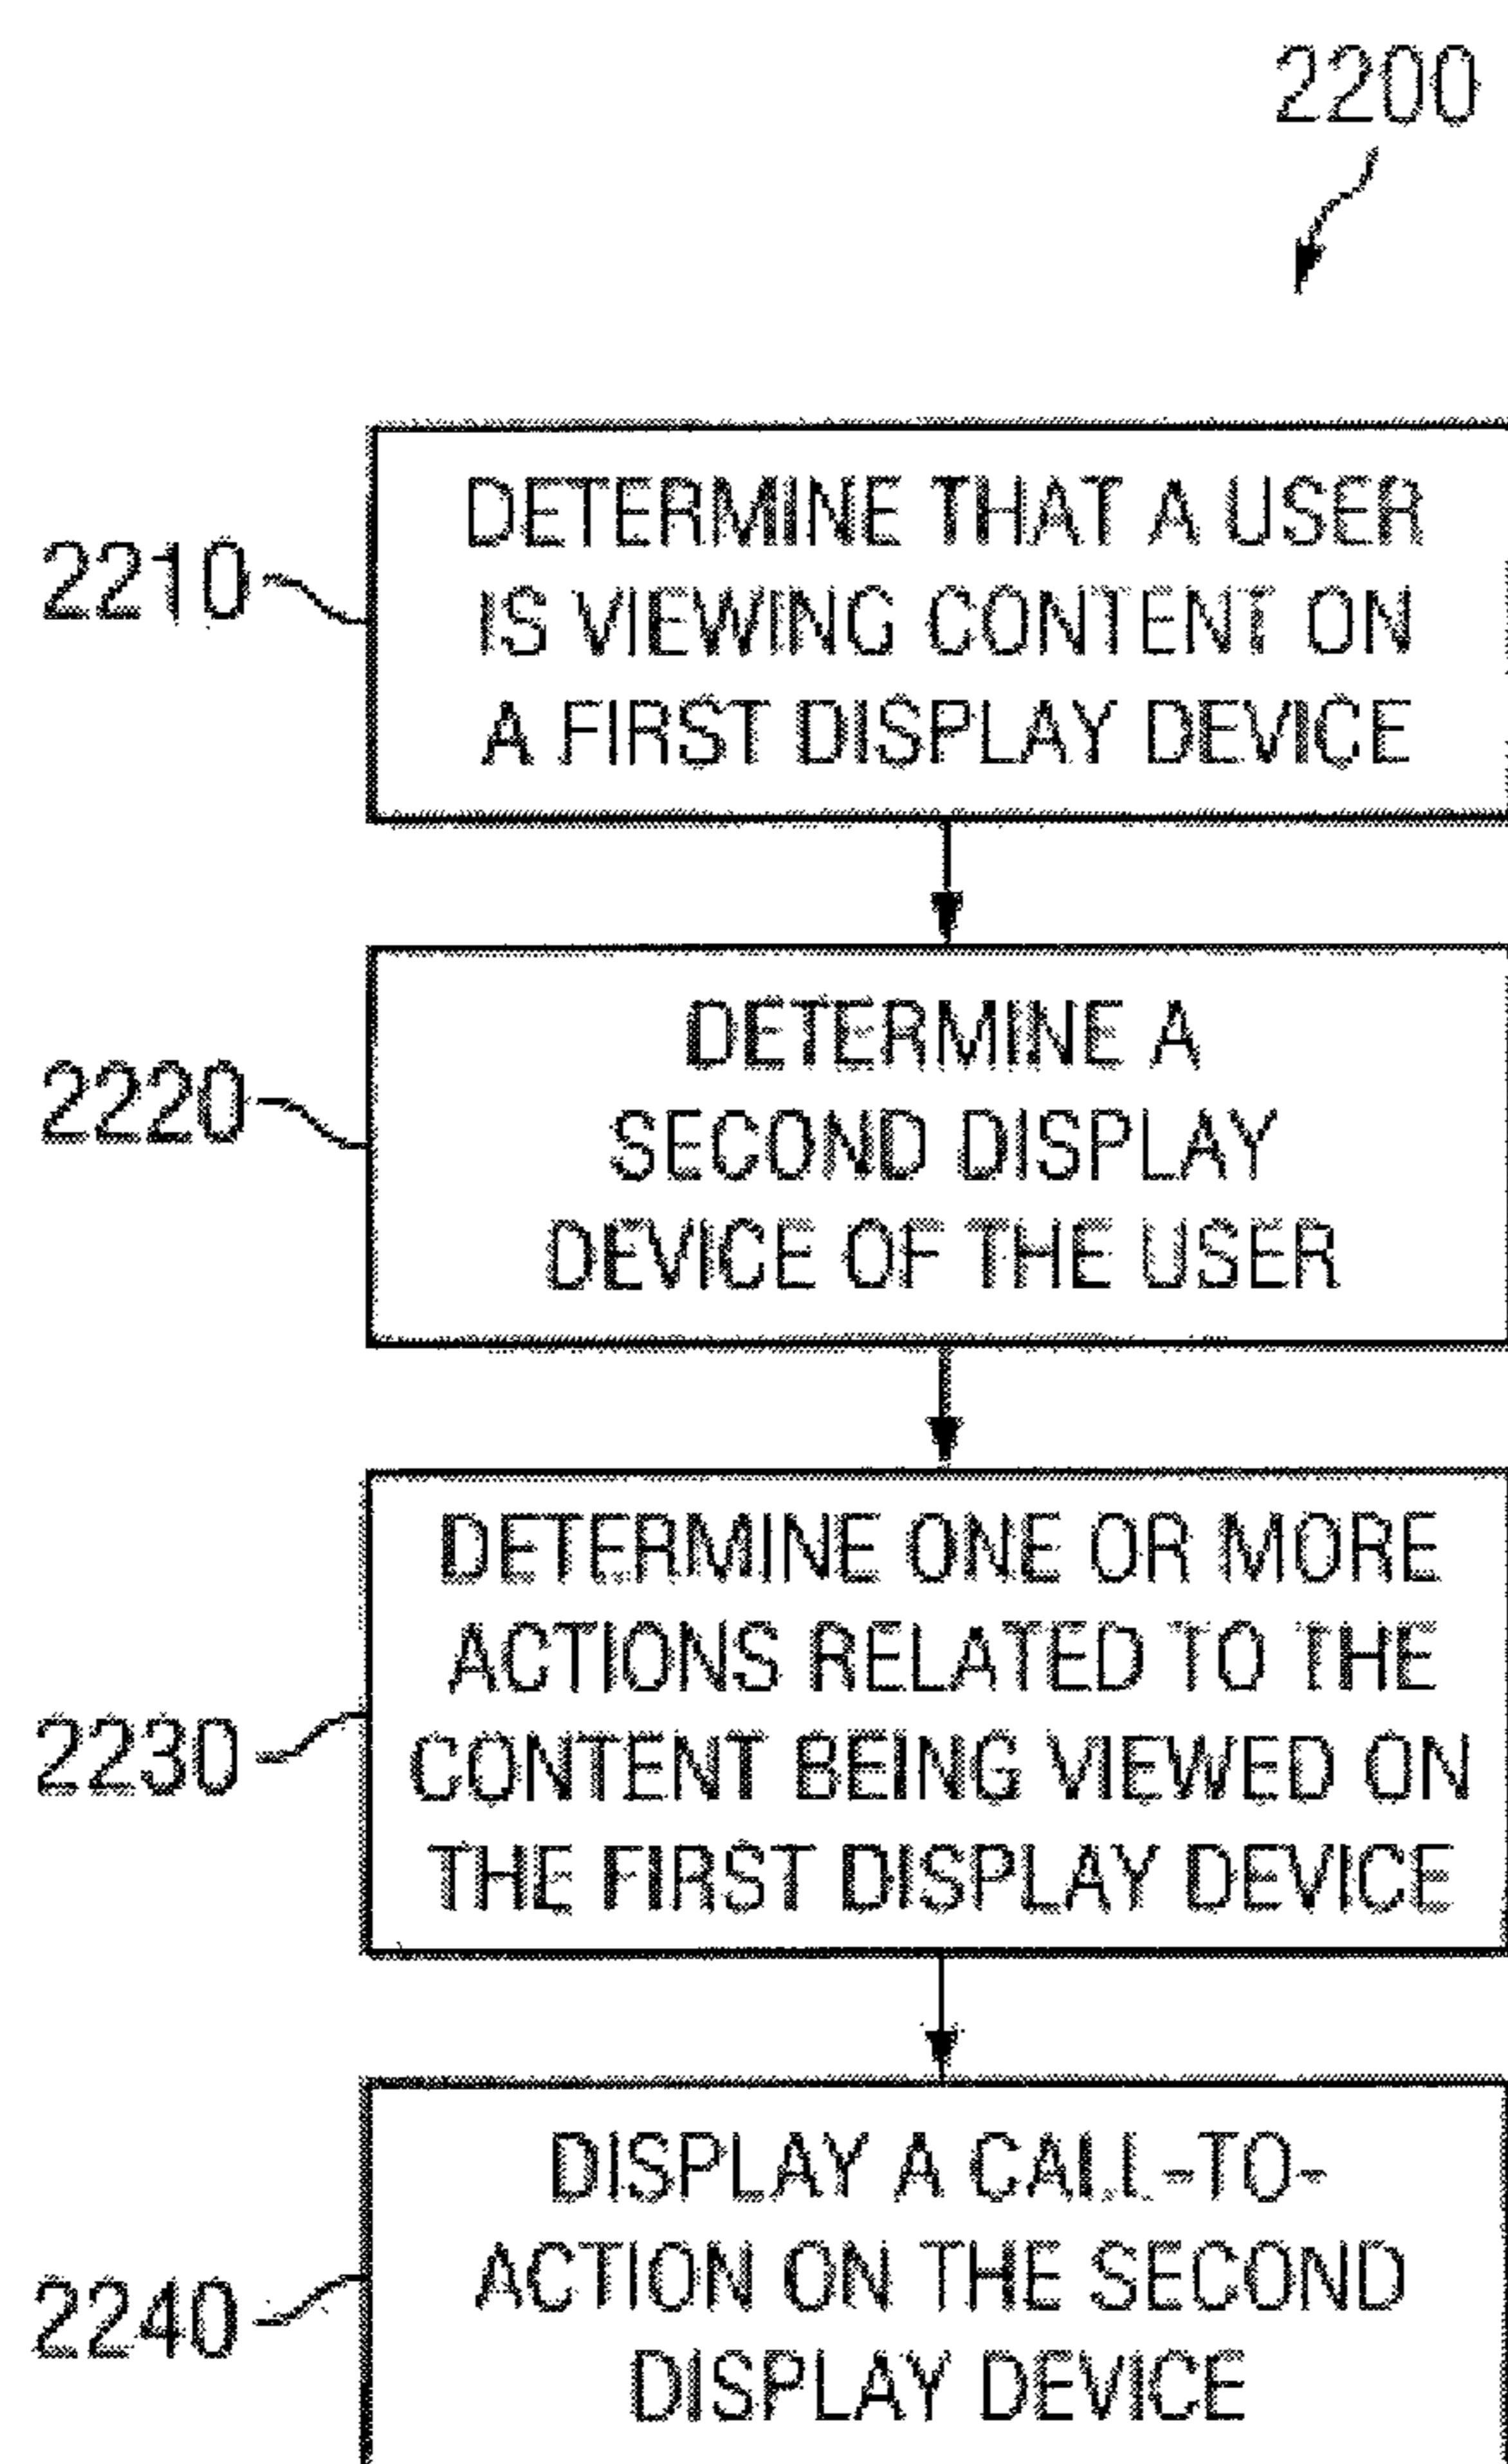 2200
2210
DETERMINE THAT A USER
IS VIEWING CONTENT ON
A FIRST DISPLAY DEVICE
2220
DETERMINE A
SECOND DISPLAY
DEVICE OF THE USER
2230
DETERMINE ONE OR MORE
ACTIONS RELATED TO THE
CONTENT BEING VIEWED ON
THE FIRST DISPLAY DEVICE
2240
DISPLAY A CALL-TO-
ACTION ON THE SECOND
DISPLAY DEVICE